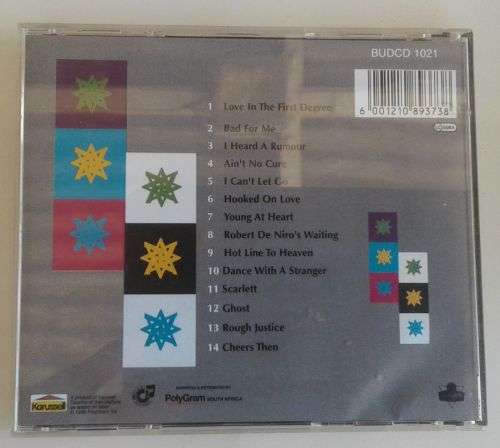 BUDCD 1021
6 001210 893738
1 Love In The First Degree
2 Bad For Me
3 I Heard A Rumour
4 Ain't No Cure
5 I Can't Let Go
6 Hooked On Love
7 Young At Heart
8 Robert De Niro's Waiting
9 Hot Line To Heaven
10 Dance With A Stranger
11 Scarlett
12 Ghost
13 Rough Justice
14 Cheers Then
Karussell
PolyGram SOUTH AFRICA